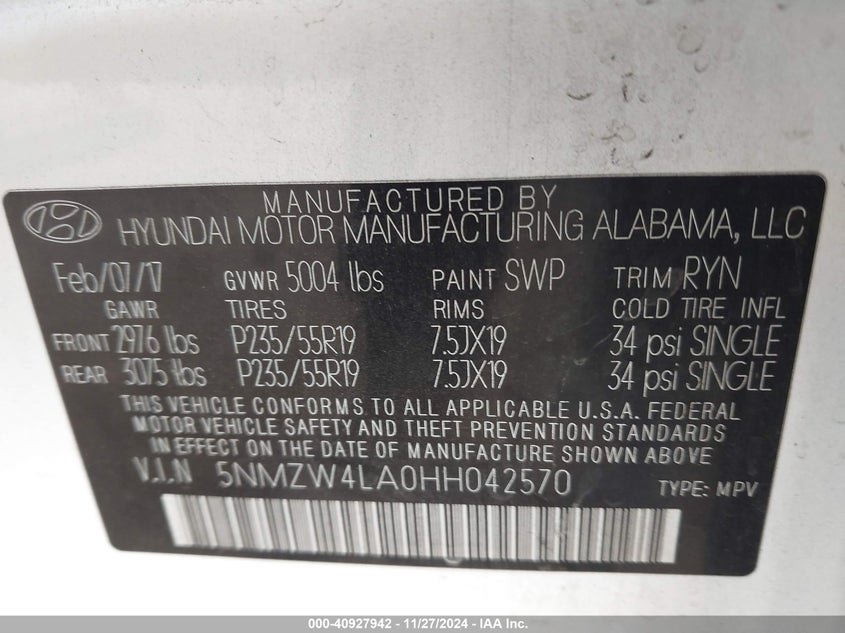 MANUFACTURED BY
HYUNDAI MOTOR MANUFACTURING ALABAMA, LLC
Feb/07/17 GVWR 5004 lbs PAINT SWP TRIM RYN
GAWR TIRES RIMS COLD TIRE INFL
FRONT 2976 lbs P235/55R19 7.5JX19 34 psi SINGLE
REAR 3075 lbs P235/55R19 7.5JX19 34 psi SINGLE
THIS VEHICLE CONFORMS TO ALL APPLICABLE U.S.A. FEDERAL
MOTOR VEHICLE SAFETY AND THEFT PREVENTION STANDARDS
IN EFFECT ON THE DATE OF MANUFACTURE SHOWN ABOVE.
V.I.N 5NMZW4LA0HH042570 TYPE: MPV
000-40927942 - 11/27/2024 - IAA Inc.